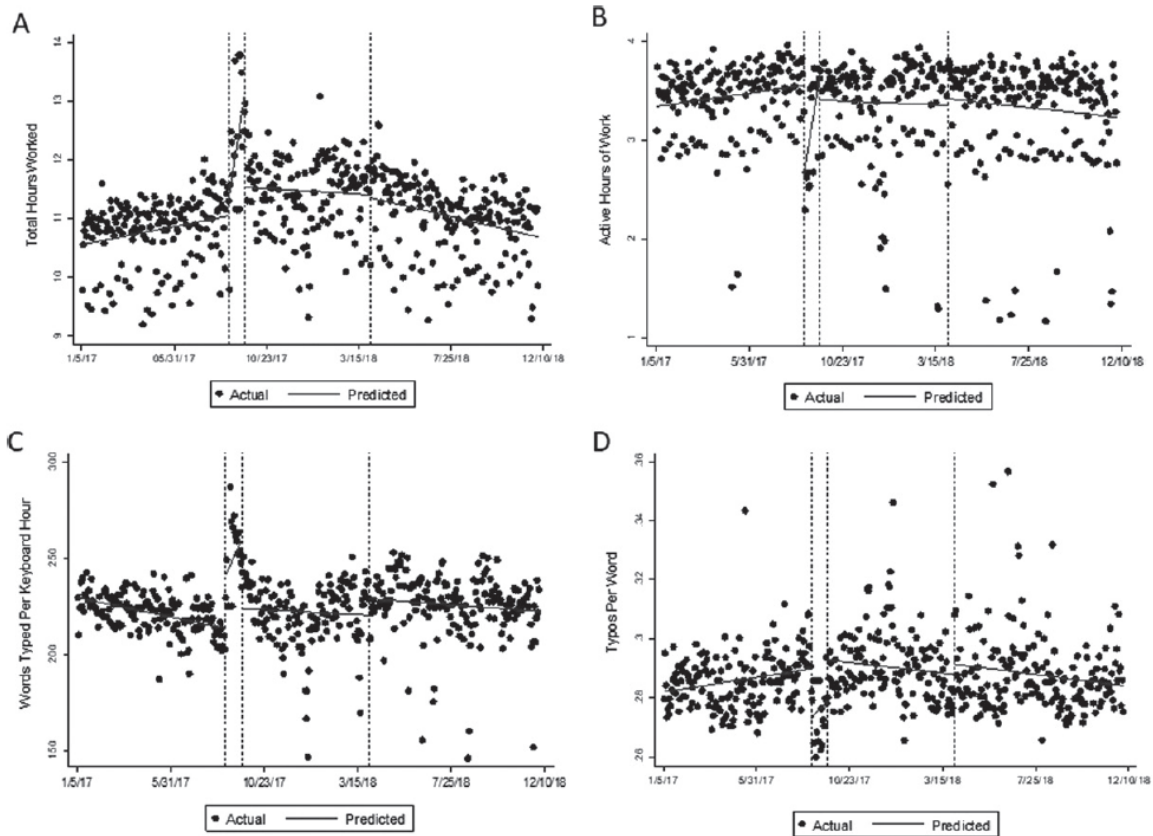 A
Total Hours Worked
14
13
12
11
10
9
1/5/17 05/31/17 10/23/17 3/15/18 7/25/18 12/10/18
Actual Predicted
B
Active Hours of Work
4
3
2
1
1/5/17 5/31/17 10/23/17 3/15/18 7/25/18 12/10/18
Actual Predicted
C
Words Typed Per Keyboard Hour
300
250
200
150
1/5/17 5/31/17 10/23/17 3/15/18 7/25/18 12/10/18
Actual Predicted
D
Typos Per Word
.36
.34
.32
.3
.28
.26
1/5/17 5/31/17 10/23/17 3/15/18 7/25/18 12/10/18
Actual Predicted